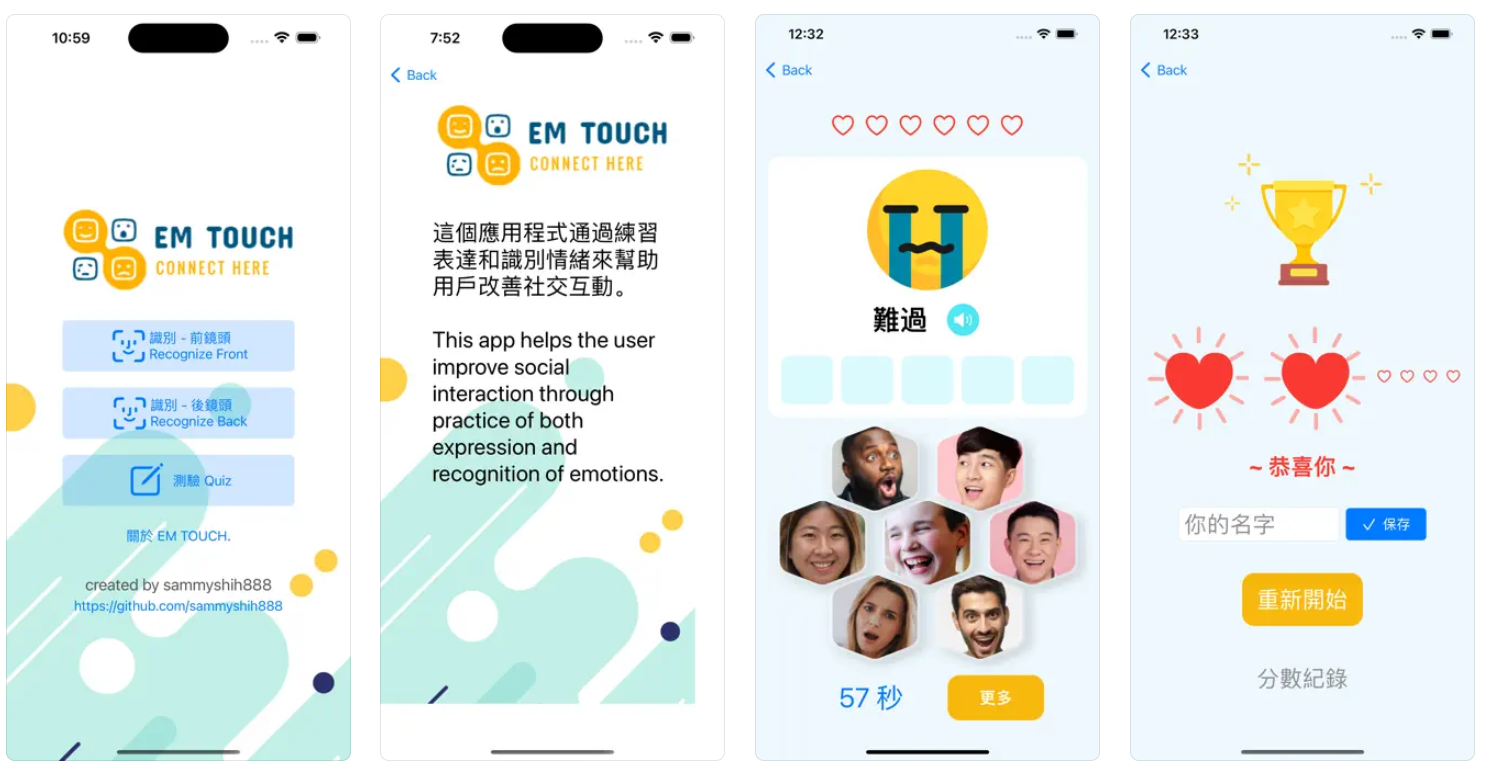 10:59
EM TOUCH
CONNECT HERE
識別 - 前鏡頭
Recognize Front
識別 - 後鏡頭
Recognize Back
測驗 Quiz
關於 EM TOUCH.
created by sammyshih888
https://github.com/sammyshih888
7:52
Back
EM TOUCH
CONNECT HERE
這個應用程式通過練習
表達和識別情緒來幫助
用戶改善社交互動。
This app helps the user
improve social
interaction through
practice of both
expression and
recognition of emotions.
12:32
Back
難過
57 秒
更多
12:33
Back
~ 恭喜你 ~
你的名字
保存
重新開始
分數紀錄